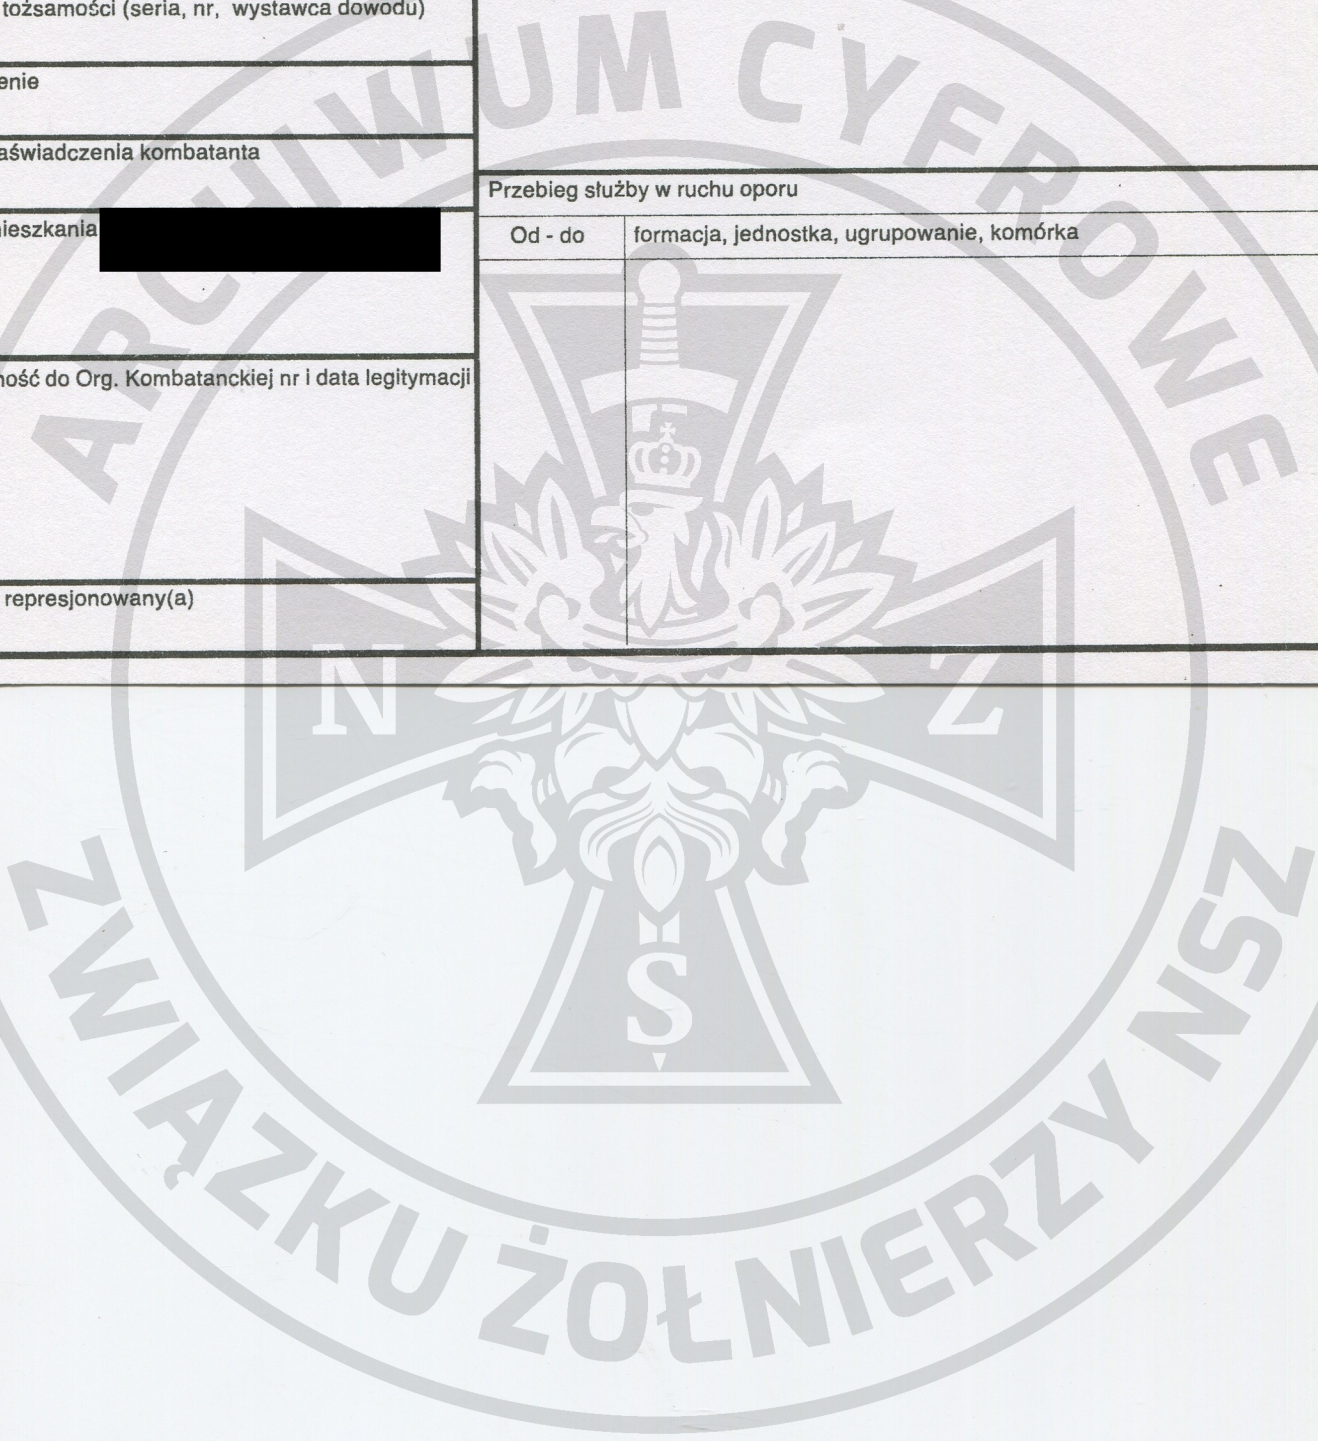 tożsamości (seria, nr, wystawca dowodu)
enie
aświadczenia kombatanta
ieszkania
ność do Org. Kombatanckiej nr i data legitymacji
represjonowany(a)
Przebieg służby w ruchu oporu
Od - do
formacja, jednostka, ugrupowanie, komórka
ARCHIWUM CYFROWE
ZWIĄZKU ŻOŁNIERZY NSZ
N
Z
S